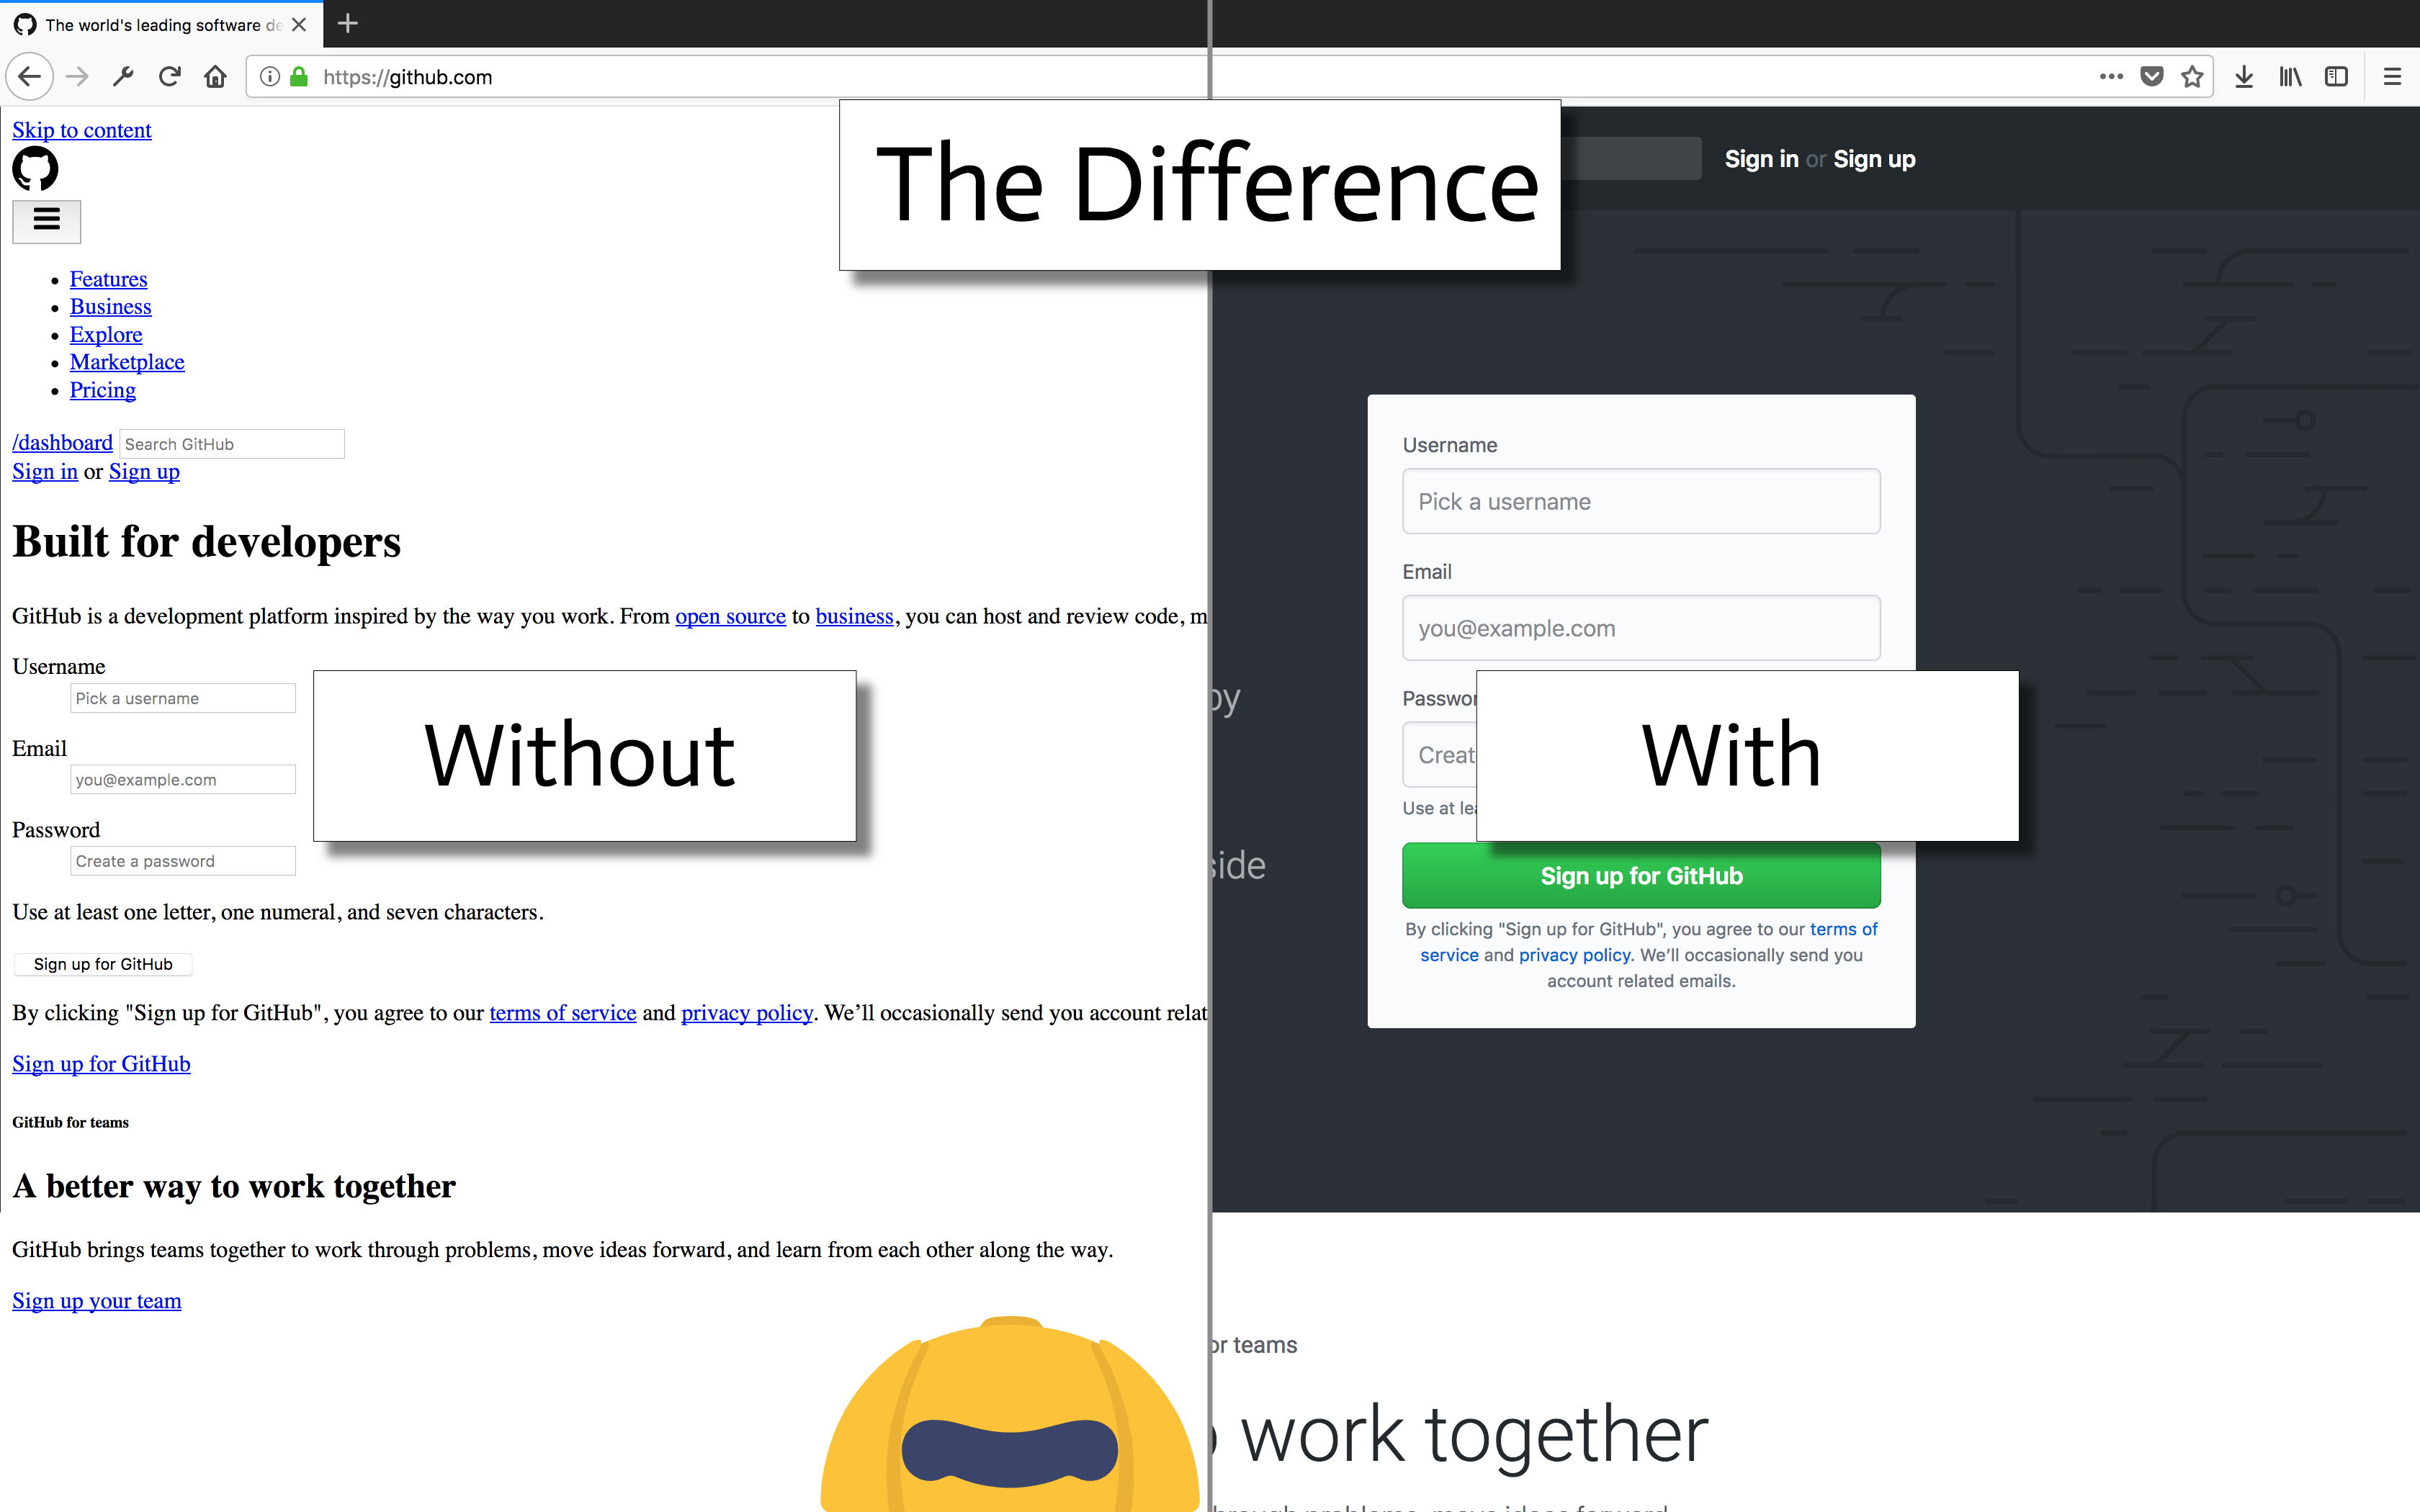 The world's leading software de
https://github.com
The Difference
Skip to content
Features
Business
Explore
Marketplace
Pricing
/dashboard Search GitHub
Sign in or Sign up
Built for developers
GitHub is a development platform inspired by the way you work. From open source to business, you can host and review code, m
Username
Pick a username
Email
you@example.com
Password
Create a password
Use at least one letter, one numeral, and seven characters.
Sign up for GitHub
By clicking "Sign up for GitHub", you agree to our terms of service and privacy policy. We’ll occasionally send you account relat
Sign up for GitHub
GitHub for teams
A better way to work together
GitHub brings teams together to work through problems, move ideas forward, and learn from each other along the way.
Sign up your team
Without
Sign in or Sign up
Username
Pick a username
Email
you@example.com
Passwor
Creat
Use at lea
With
by
side
Sign up for GitHub
By clicking "Sign up for GitHub", you agree to our terms of
service and privacy policy. We’ll occasionally send you
account related emails.
or teams
work together